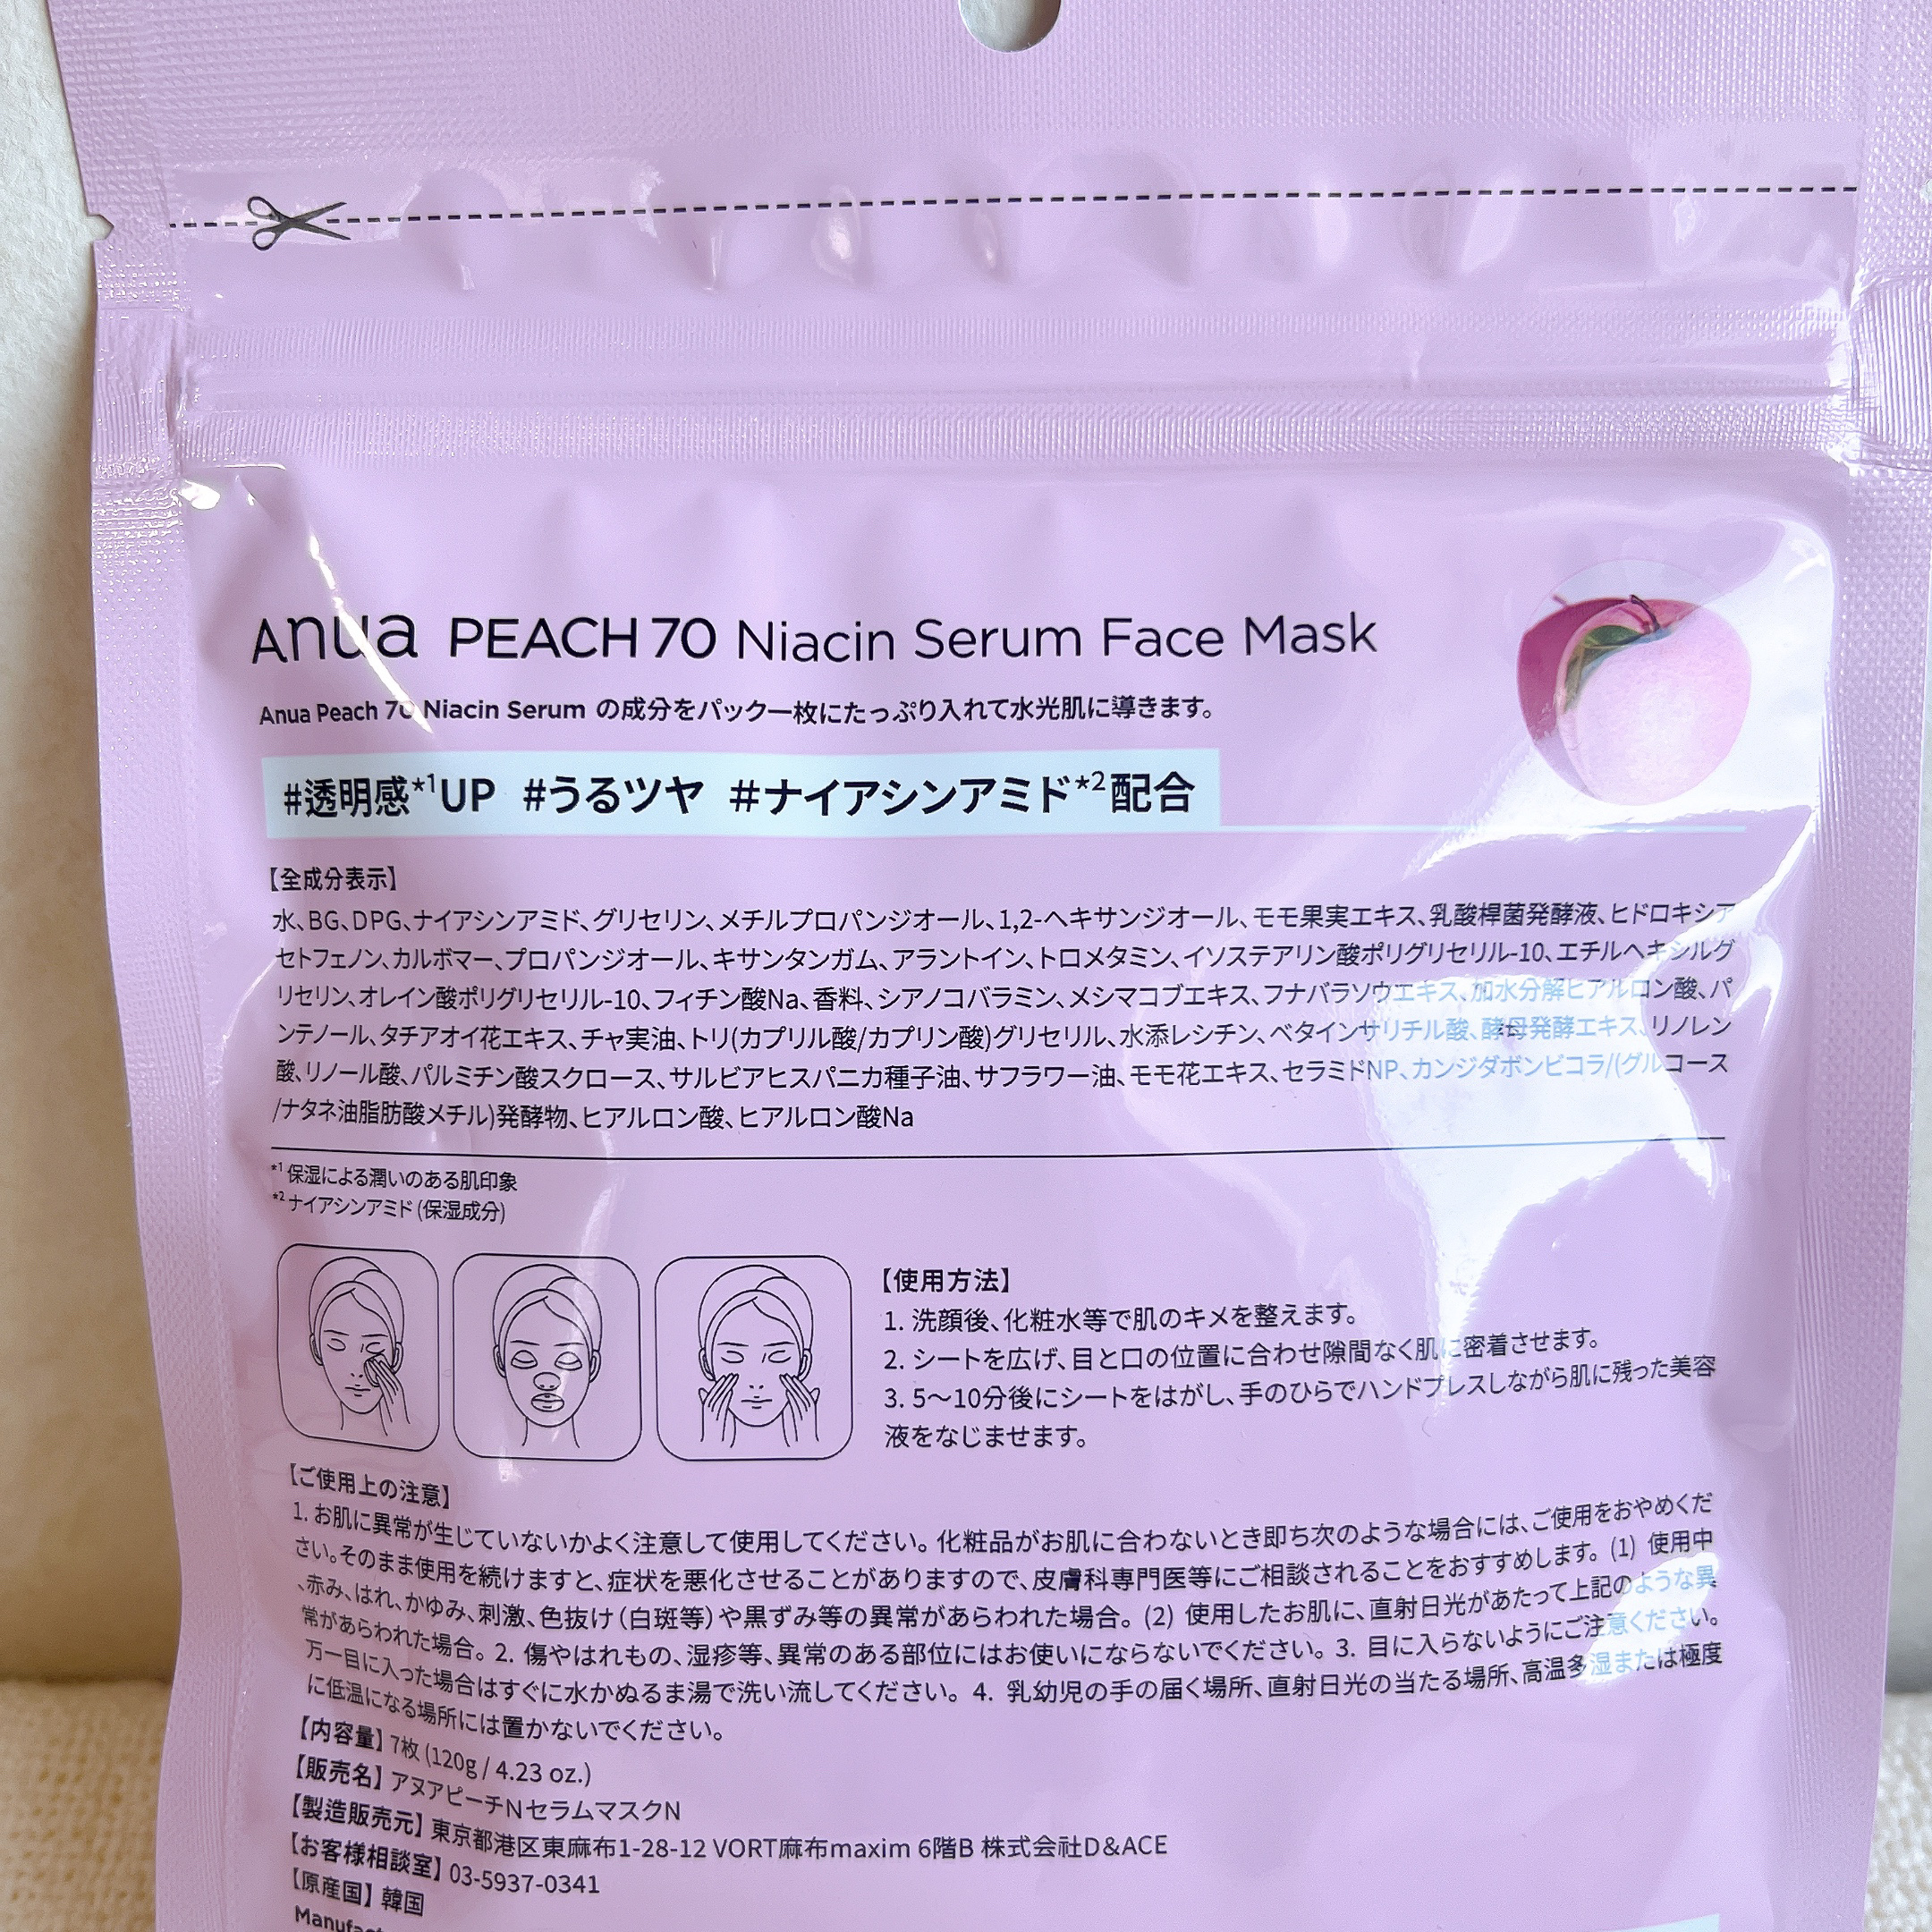 Anua PEACH 70 Niacin Serum Face Mask
Anua Peach 70 Niacin Serum の成分をパック一枚にたっぷり入れて水光肌に導きます。
#透明感*1UP #うるツヤ #ナイアシンアミド*2配合
【全成分表示】
水、BG、DPG、ナイアシンアミド、グリセリン、メチルプロパンジオール、1,2-ヘキサンジオール、モモ果実エキス、乳酸桿菌発酵液、ヒドロキシア
セトフェノン、カルボマー、プロパンジオール、キサンタンガム、アラントイン、トロメタミン、イソステアリン酸ポリグリセリル-10、エチルヘキシルグ
リセリン、オレイン酸ポリグリセリル-10、フィチン酸Na、香料、シアノコバラミン、メシマコブエキス、フナバラソウエキス、加水分解ヒアルロン酸、パ
ンテノール、タチアオイ花エキス、チャ実油、トリ(カプリル酸/カプリン酸)グリセリル、水添レシチン、ベタインサリチル酸、酵母発酵エキス、リノレン
酸、リノール酸、パルミチン酸スクロース、サルビアヒスパニカ種子油、サフラワー油、モモ花エキス、セラミドNP、カンジダボンビコラ/(グルコース
/ナタネ油脂肪酸メチル)発酵物、ヒアルロン酸、ヒアルロン酸Na
*1 保湿による潤いのある肌印象
*2 ナイアシンアミド (保湿成分)
【使用方法】
1. 洗顔後、化粧水等で肌のキメを整えます。
2. シートを広げ、目と口の位置に合わせ隙間なく肌に密着させます。
3. 5～10分後にシートをはがし、手のひらでハンドプレスしながら肌に残った美容
液をなじませます。
【ご使用上の注意】
1. お肌に異常が生じていないかよく注意して使用してください。化粧品がお肌に合わないとき即ち次のような場合には、ご使用をおやめくだ
さい。そのまま使用を続けますと、症状を悪化させることがありますので、皮膚科専門医等にご相談されることをおすすめします。(1) 使用中
、赤み、はれ、かゆみ、刺激、色抜け(白斑等)や黒ずみ等の異常があらわれた場合。(2) 使用したお肌に、直射日光があたって上記のような異
常があらわれた場合。2. 傷やはれもの、湿疹等、異常のある部位にはお使いにならないでください。3. 目に入らないようにご注意ください。
万一目に入った場合はすぐに水かぬるま湯で洗い流してください。4. 乳幼児の手の届く場所、直射日光の当たる場所、高温多湿または極度
に低温になる場所には置かないでください。
【内容量】7枚 (120g / 4.23 oz.)
【販売名】アヌアピーチNセラムマスクN
【製造販売元】東京都港区東麻布1-28-12 VORT麻布maxim 6階B 株式会社D&ACE
【お客様相談室】03-5937-0341
【原産国】韓国